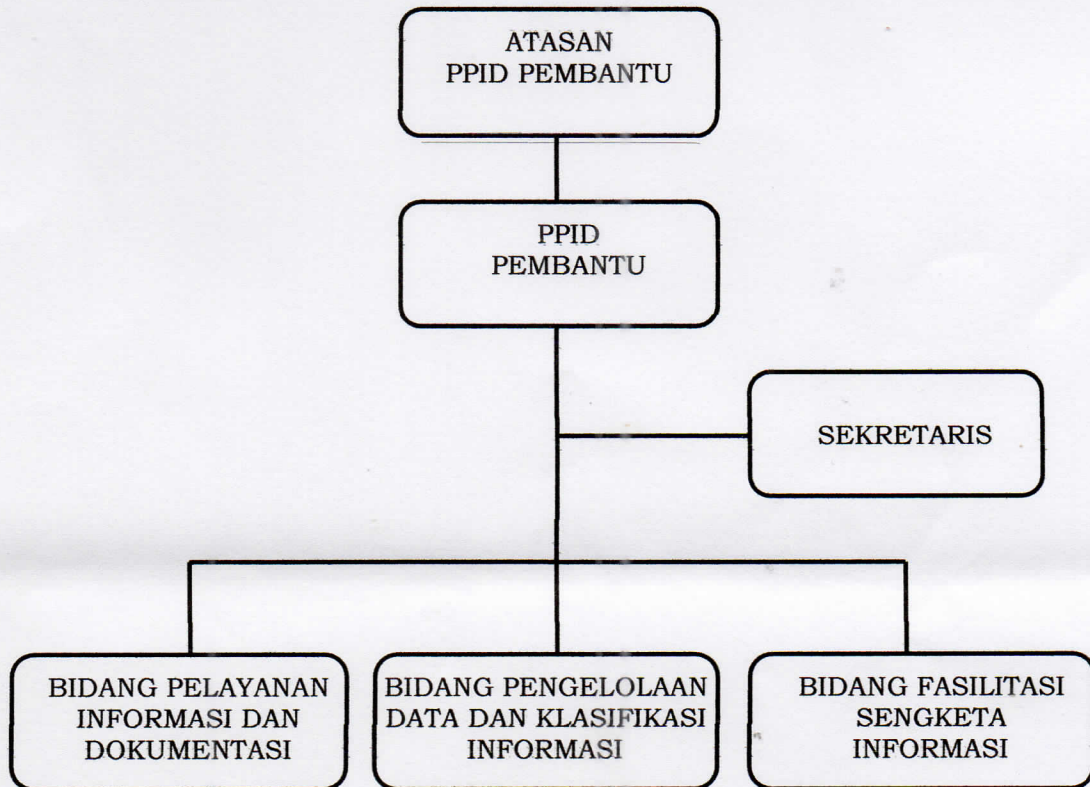 ATASAN
PPID PEMBANTU
PPID
PEMBANTU
SEKRETARIS
BIDANG PELAYANAN
INFORMASI DAN
DOKUMENTASI
BIDANG PENGELOLAAN
DATA DAN KLASIFIKASI
INFORMASI
BIDANG FASILITASI
SENGKETA
INFORMASI